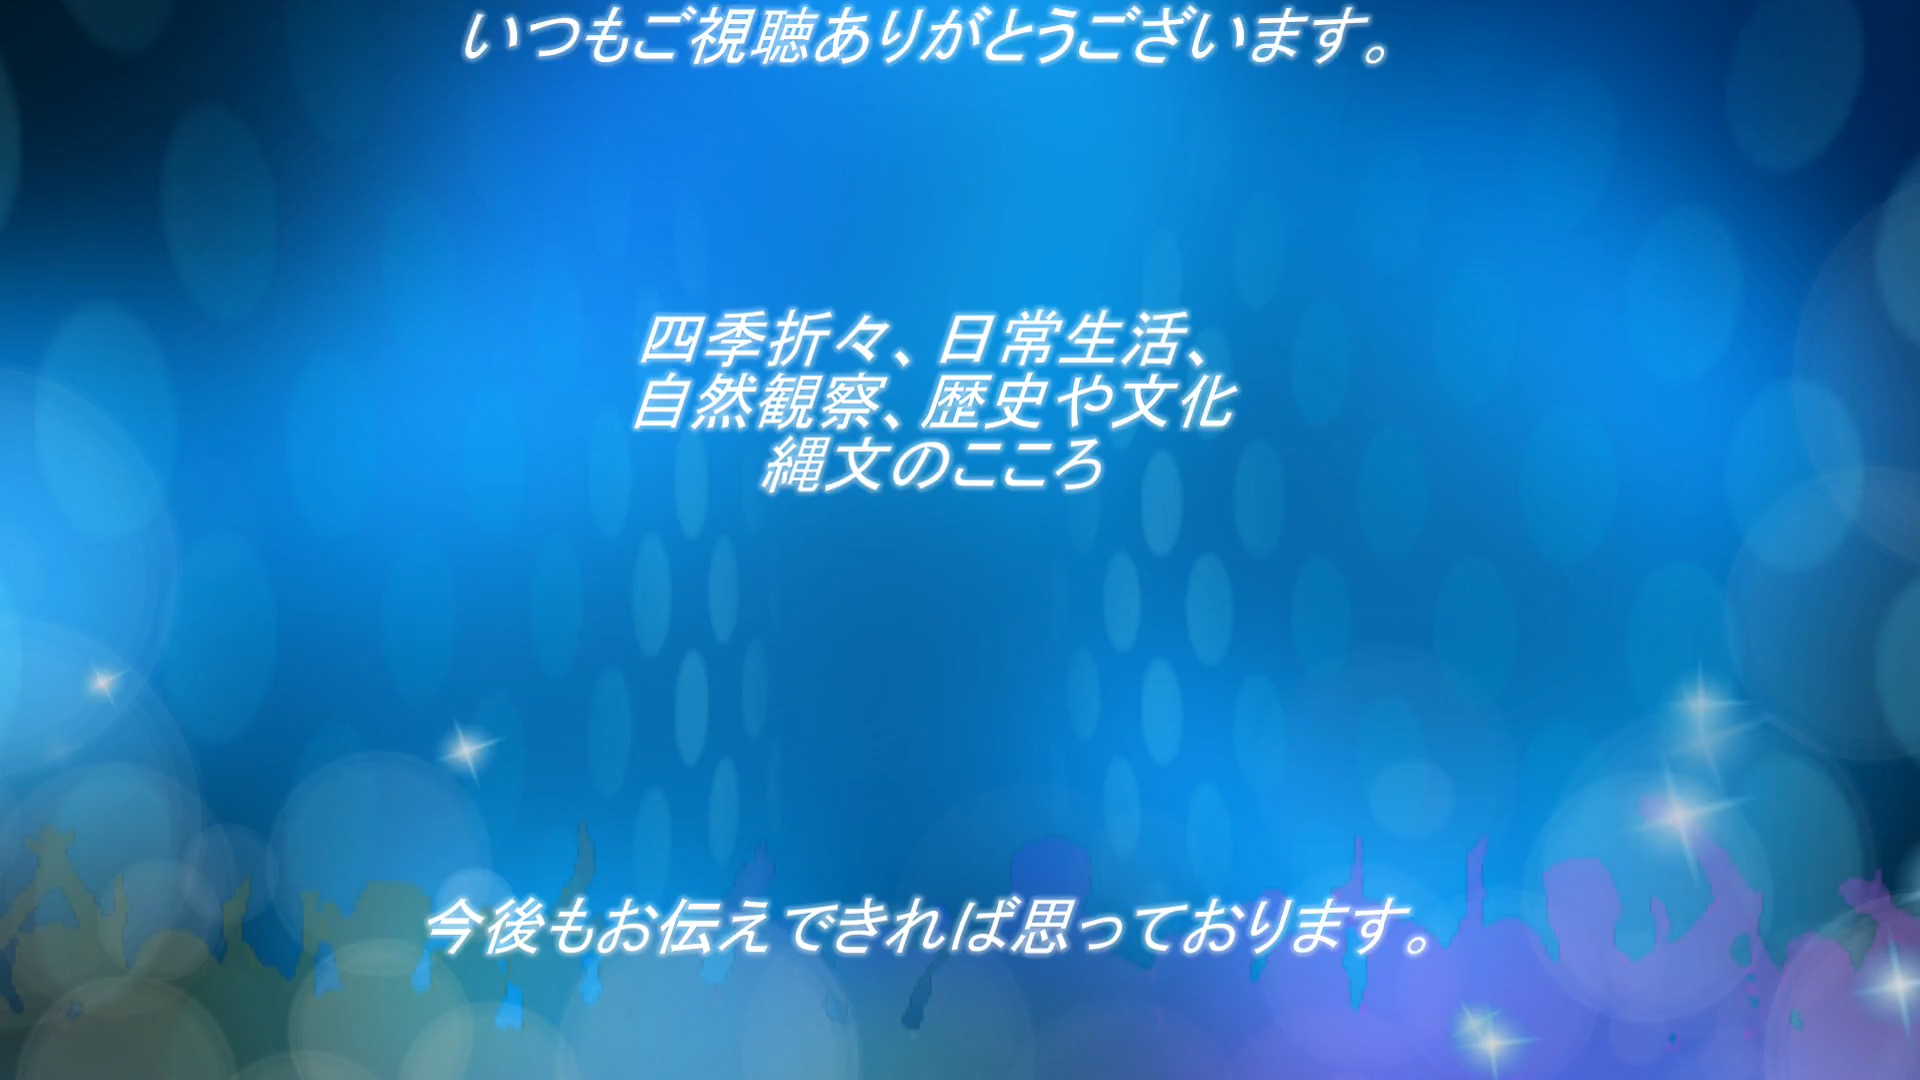 いつもご視聴ありがとうございます。
四季折々、日常生活、
自然観察、歴史や文化
縄文のこころ
今後もお伝えできれば思っております。